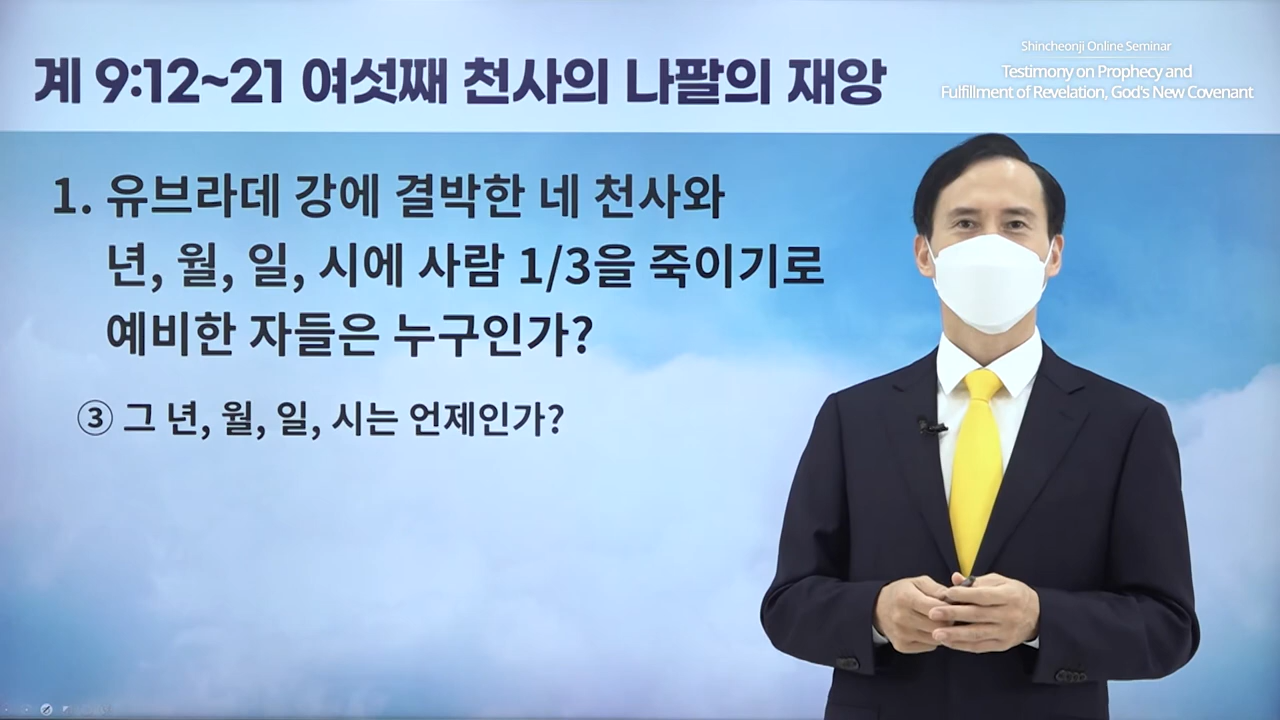 계 9:12~21 여섯째 천사의 나팔의 재앙
Shincheonji Online Seminar
Testimony on Prophecy and
Fulfillment of Revelation, God's New Covenant
1. 유브라데 강에 결박한 네 천사와
년, 월, 일, 시에 사람 1/3을 죽이기로
예비한 자들은 누구인가?
③ 그 년, 월, 일, 시는 언제인가?